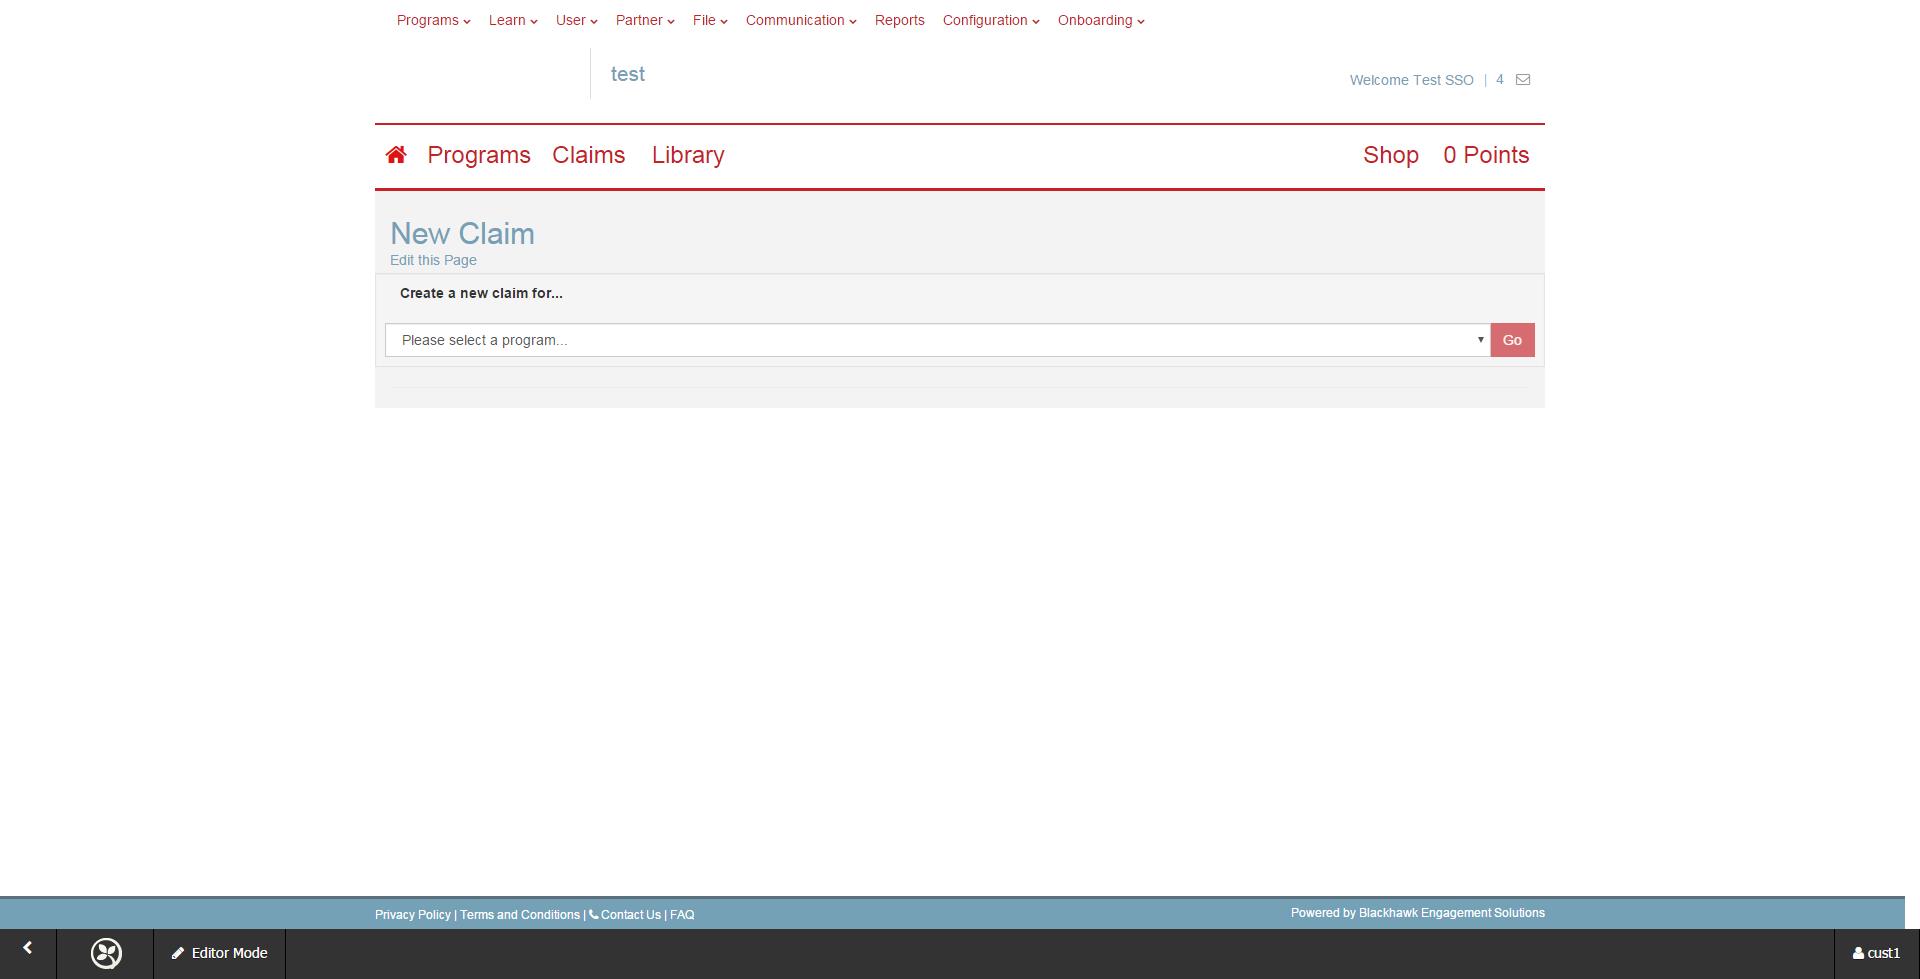 Programs Learn User Partner File Communication Reports Configuration Onboarding
test
Welcome Test SSO | 4
Programs Claims Library Shop 0 Points
New Claim
Edit this Page
Create a new claim for...
Please select a program... Go
Privacy Policy | Terms and Conditions | Contact Us | FAQ Powered by Blackhawk Engagement Solutions
Editor Mode cust1